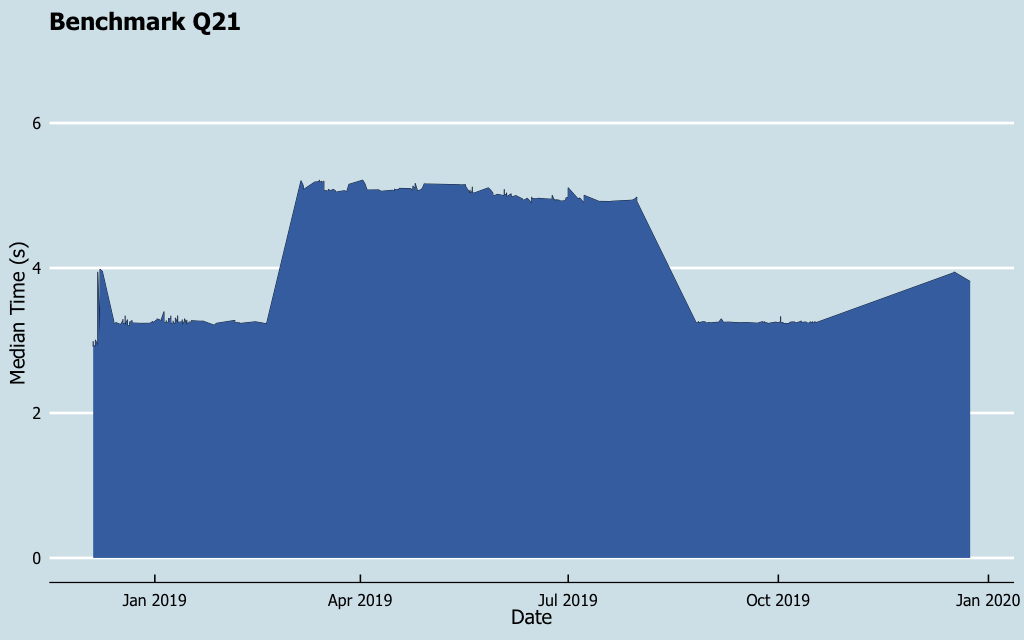 Benchmark Q21
Median Time (s)
6
4
2
0
Jan 2019
Apr 2019
Jul 2019
Oct 2019
Jan 2020
Date